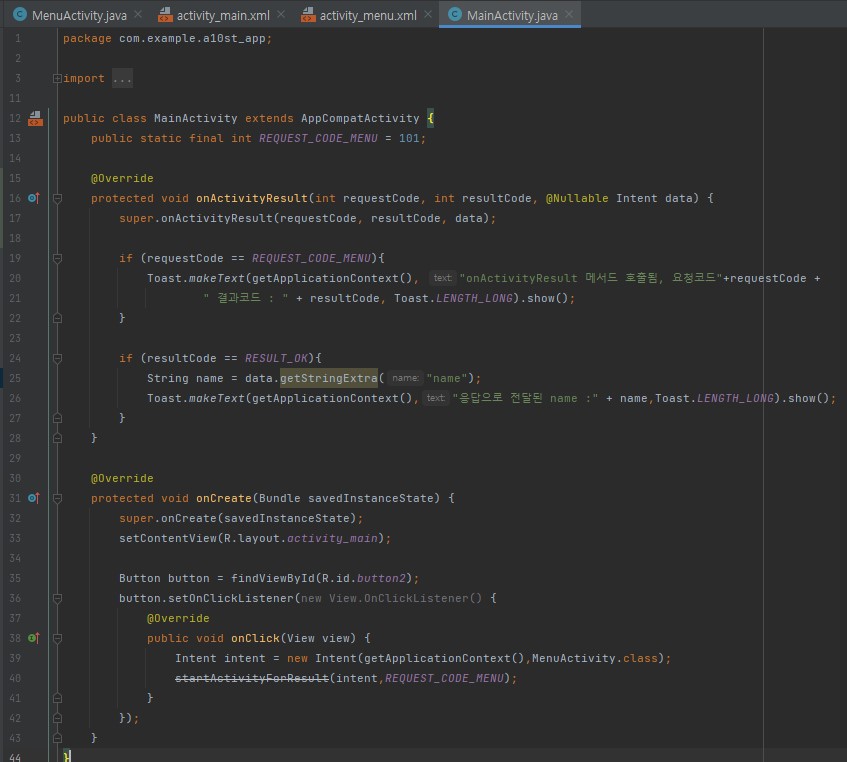 MenuActivity.java activity_main.xml activity_menu.xml MainActivity.java
1 package com.example.a10st_app;
2
3 import ...
11
12 public class MainActivity extends AppCompatActivity {
13 public static final int REQUEST_CODE_MENU = 101;
14
15 @Override
16 protected void onActivityResult(int requestCode, int resultCode, @Nullable Intent data) {
17 super.onActivityResult(requestCode, resultCode, data);
18
19 if (requestCode == REQUEST_CODE_MENU){
20 Toast.makeText(getApplicationContext(), text: "onActivityResult 메서드 호출됨, 요청코드"+requestCode +
21 " 결과코드 : " + resultCode, Toast.LENGTH_LONG).show();
22 }
23
24 if (resultCode == RESULT_OK){
25 String name = data.getStringExtra( name: "name");
26 Toast.makeText(getApplicationContext(), text: "응답으로 전달된 name :" + name,Toast.LENGTH_LONG).show();
27 }
28 }
29
30 @Override
31 protected void onCreate(Bundle savedInstanceState) {
32 super.onCreate(savedInstanceState);
33 setContentView(R.layout.activity_main);
34
35 Button button = findViewById(R.id.button2);
36 button.setOnClickListener(new View.OnClickListener() {
37 @Override
38 public void onClick(View view) {
39 Intent intent = new Intent(getApplicationContext(),MenuActivity.class);
40 startActivityForResult(intent,REQUEST_CODE_MENU);
41 }
42 });
43 }
44 }